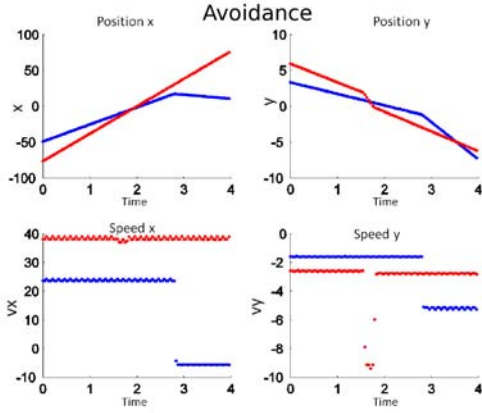 Avoidance
Position x
Position y
100
50
0
-50
-100
x
0 1 2 3 4
Time
10
5
0
-5
-10
y
0 1 2 3 4
Time
Speed x
Speed y
40
30
20
10
0
-10
vx
0 1 2 3 4
Time
0
-2
-4
-6
-8
-10
vy
0 1 2 3 4
Time